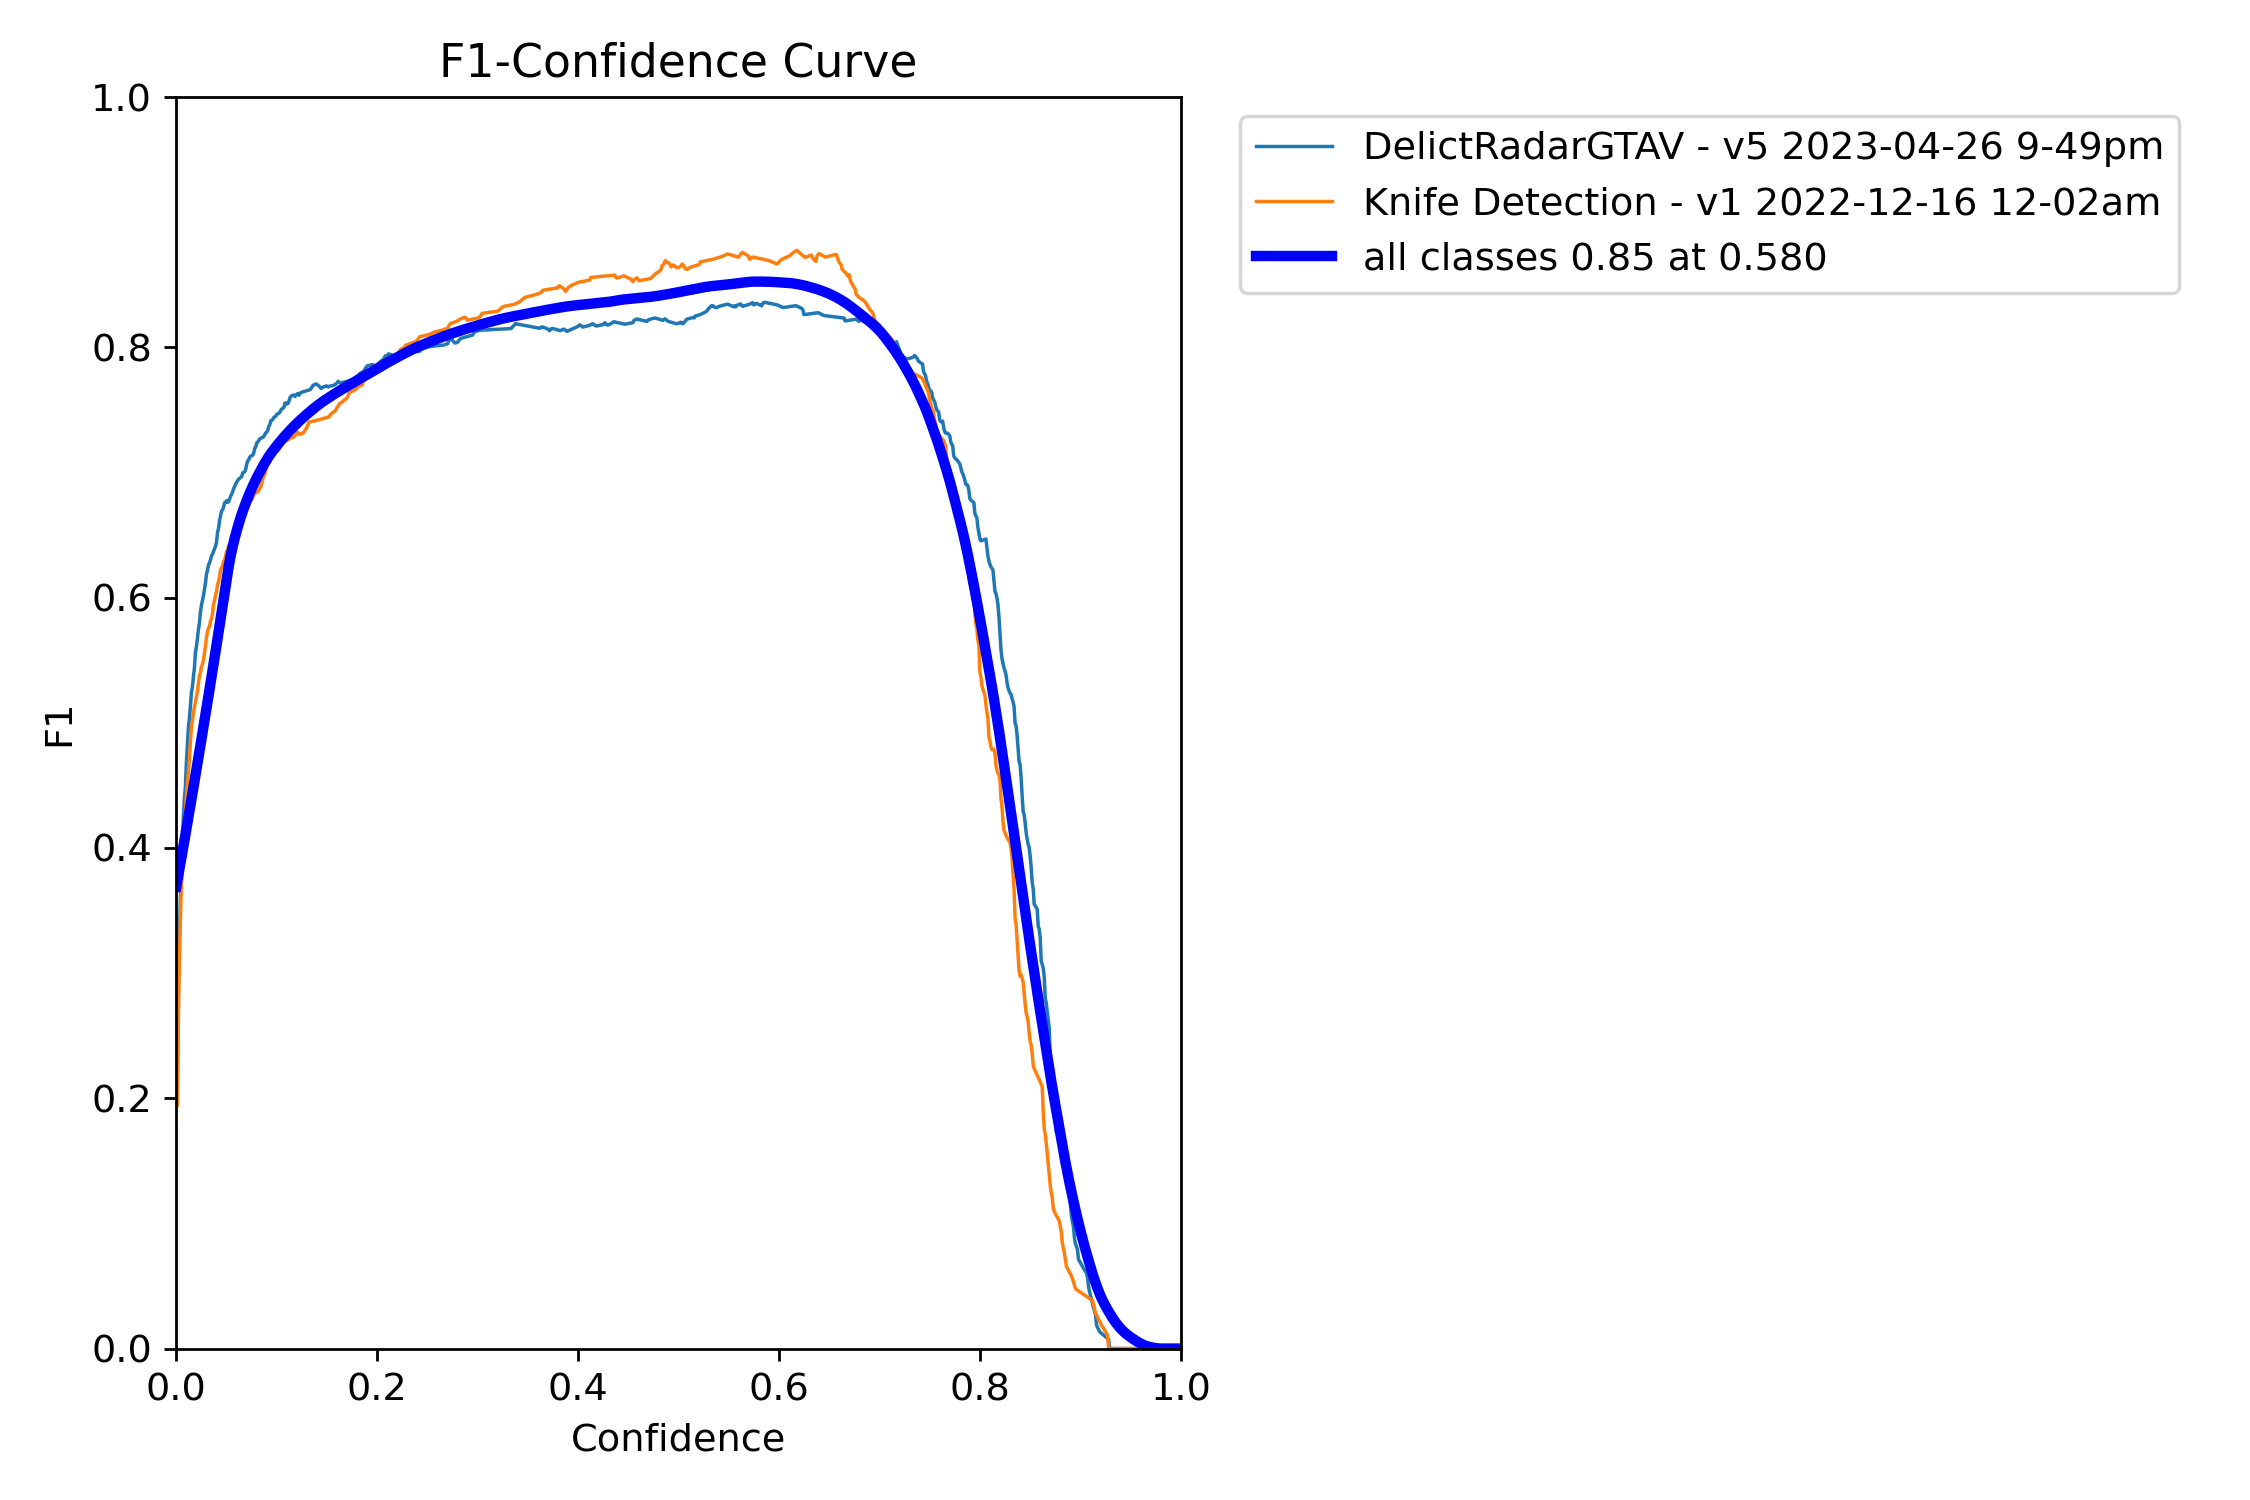 F1-Confidence Curve
1.0
0.8
0.6
0.4
0.2
0.0
F1
0.0 0.2 0.4 0.6 0.8 1.0
Confidence
DelictRadarGTAV - v5 2023-04-26 9-49pm
Knife Detection - v1 2022-12-16 12-02am
all classes 0.85 at 0.580